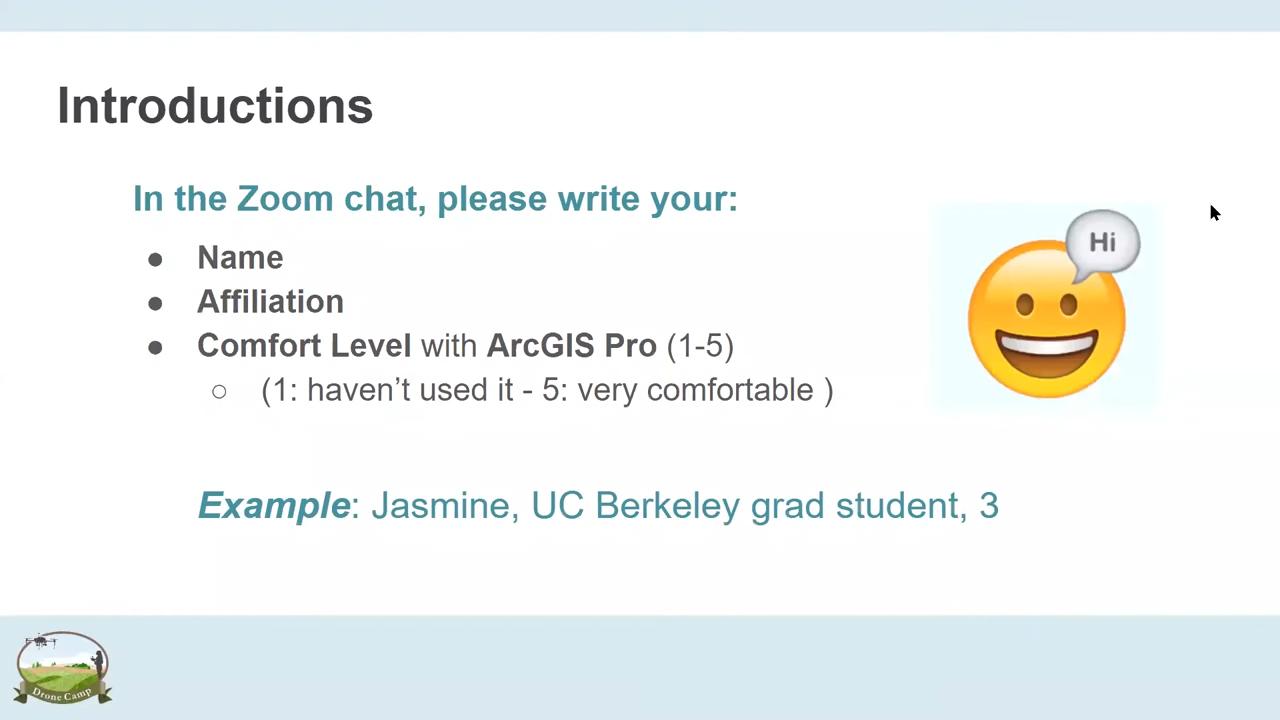 Introductions
In the Zoom chat, please write your:
● Name
● Affiliation
● Comfort Level with ArcGIS Pro (1-5)
○ (1: haven’t used it - 5: very comfortable )
Hi
Example: Jasmine, UC Berkeley grad student, 3
Drone Camp